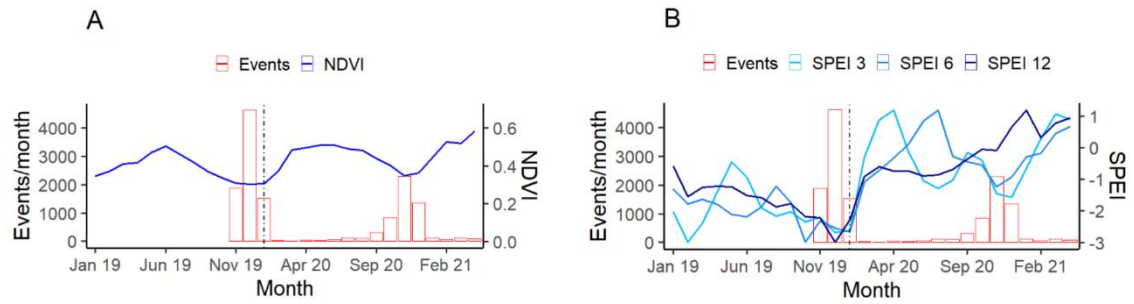 A
Events NDVI
Events/month
4000
3000
2000
1000
0
0.6
0.4
0.2
0.0
NDVI
Jan 19 Jun 19 Nov 19 Apr 20 Sep 20 Feb 21
Month
B
Events SPEI 3 SPEI 6 SPEI 12
Events/month
4000
3000
2000
1000
0
1
0
-1
-2
-3
SPEI
Jan 19 Jun 19 Nov 19 Apr 20 Sep 20 Feb 21
Month